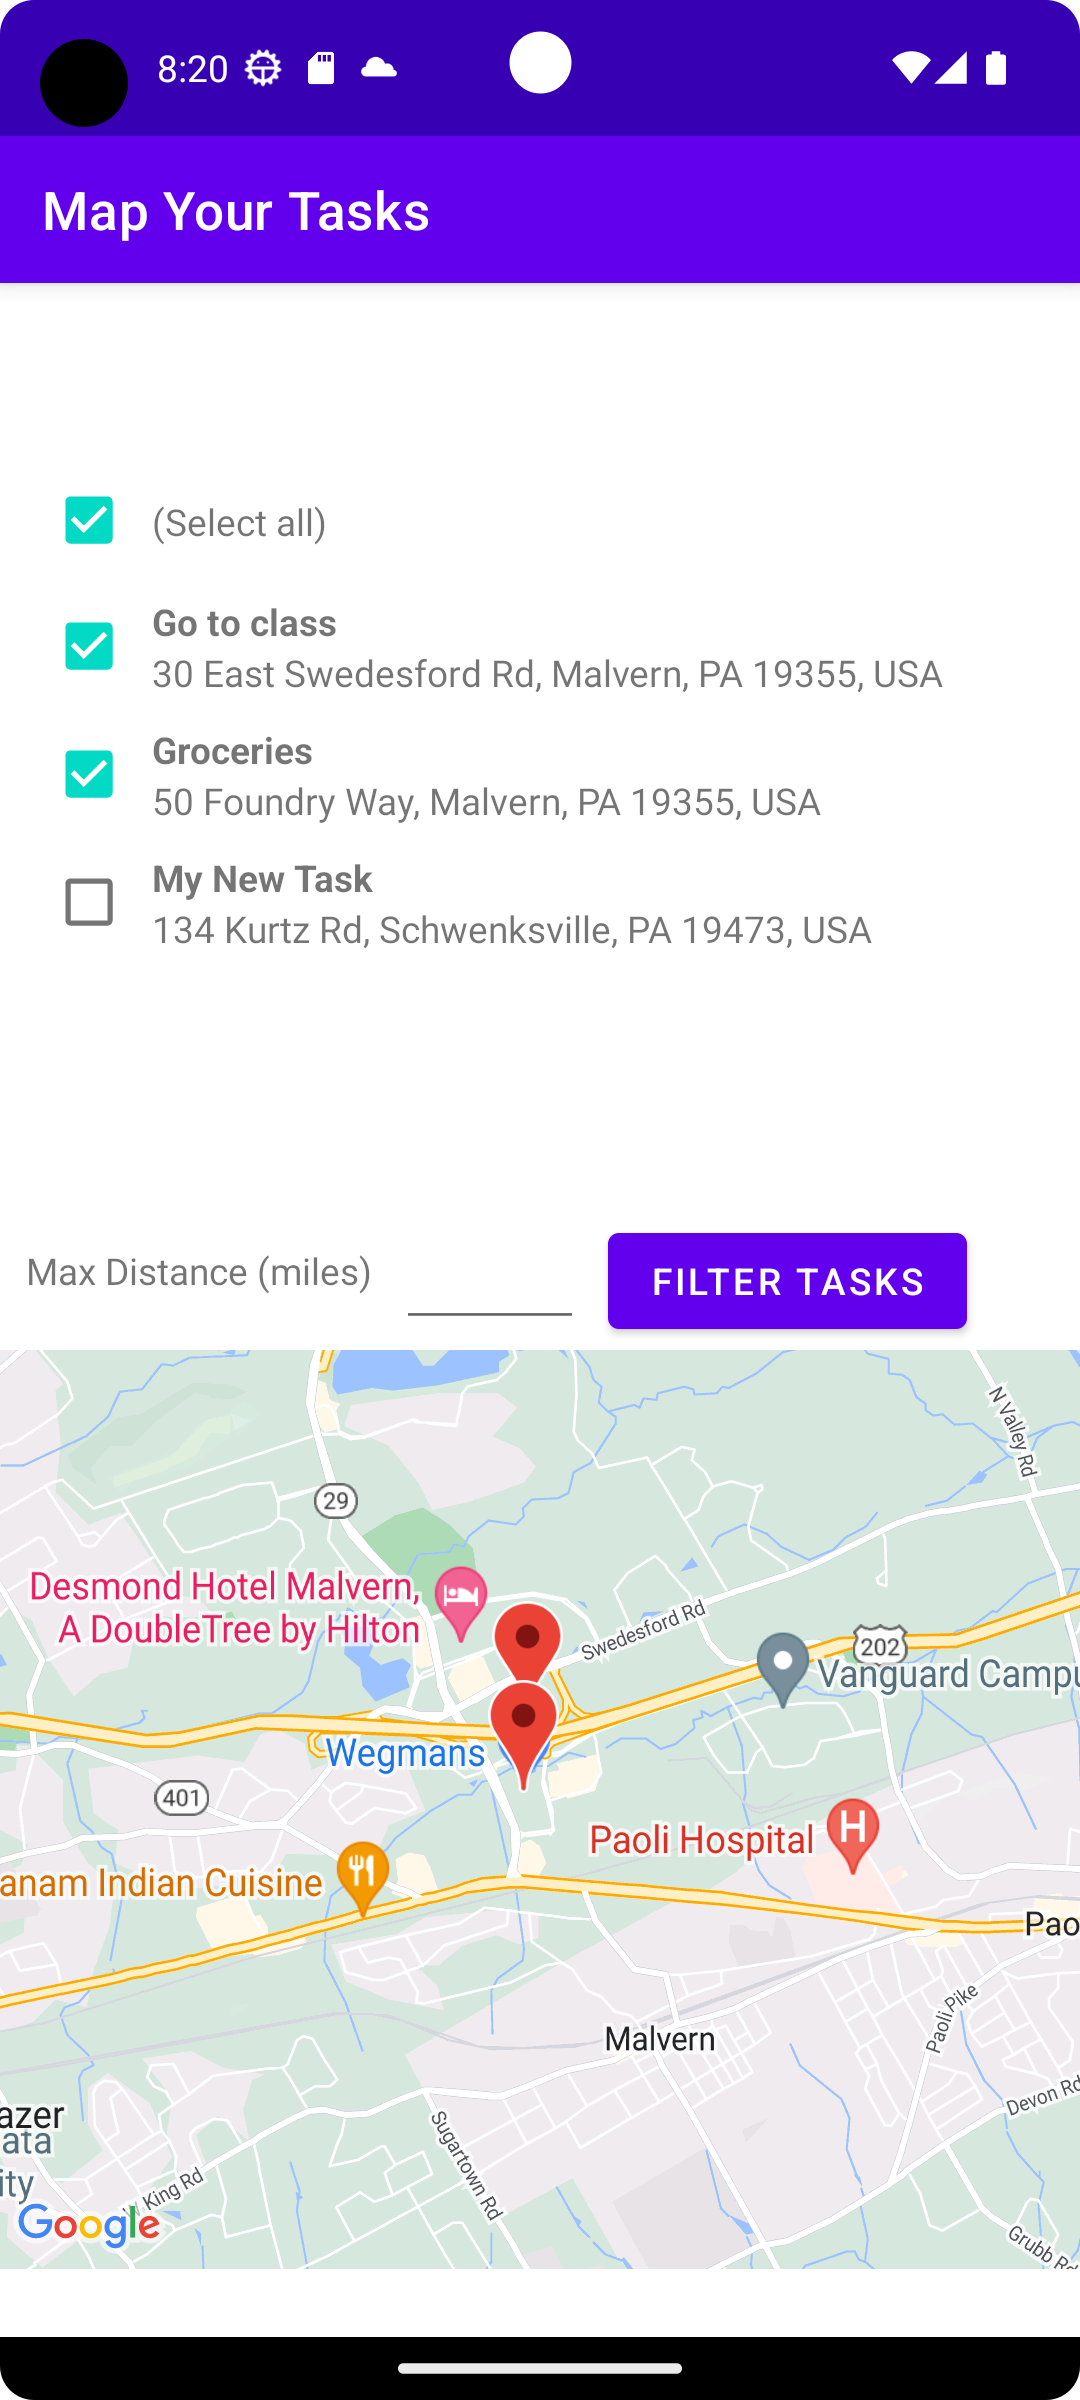 8:20
Map Your Tasks
(Select all)
Go to class
30 East Swedesford Rd, Malvern, PA 19355, USA
Groceries
50 Foundry Way, Malvern, PA 19355, USA
My New Task
134 Kurtz Rd, Schwenksville, PA 19473, USA
Max Distance (miles)
FILTER TASKS
N Valley Rd
29
Desmond Hotel Malvern,
A DoubleTree by Hilton
Swedesford Rd
202
Vanguard Campu
Wegmans
401
Paoli Hospital
H
anam Indian Cuisine
Pao
Paoli Pike
Malvern
Devon Rd
azer
ata
ity
King Rd
Sugartown Rd
Google
Grubb Rd